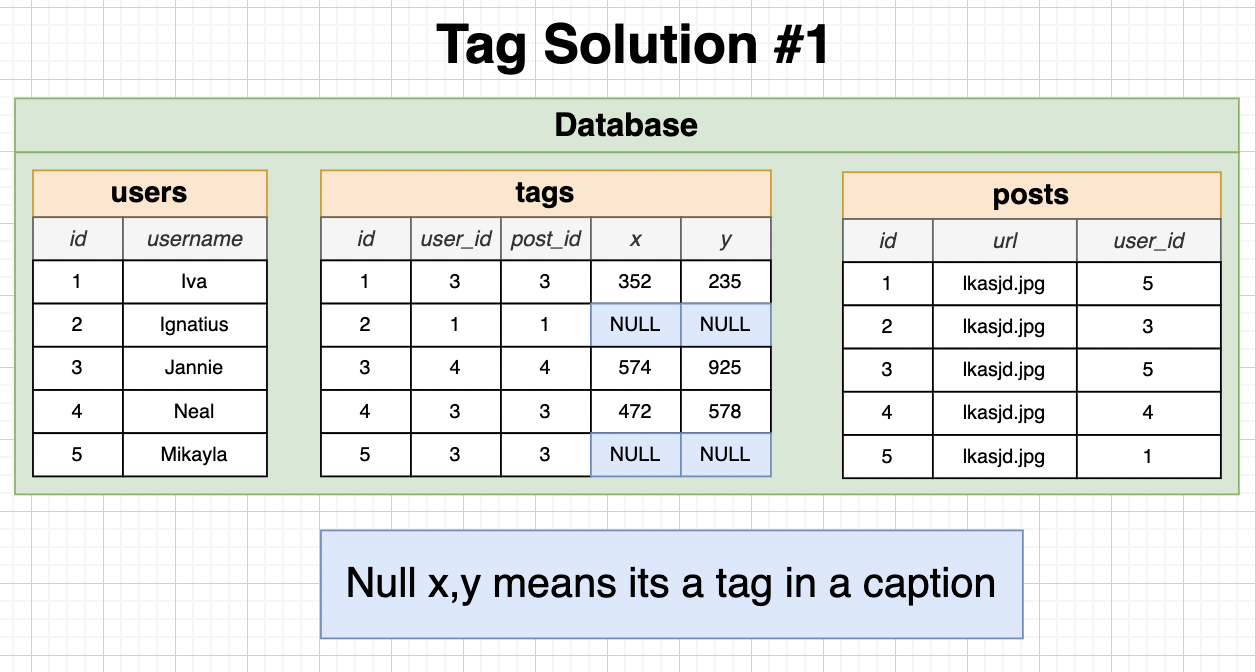 Tag Solution #1
Database
users
id username
1 Iva
2 Ignatius
3 Jannie
4 Neal
5 Mikayla
tags
id user_id post_id x y
1 3 3 352 235
2 1 1 NULL NULL
3 4 4 574 925
4 3 3 472 578
5 3 3 NULL NULL
posts
id url user_id
1 lkasjd.jpg 5
2 lkasjd.jpg 3
3 lkasjd.jpg 5
4 lkasjd.jpg 4
5 lkasjd.jpg 1
Null x,y means its a tag in a caption